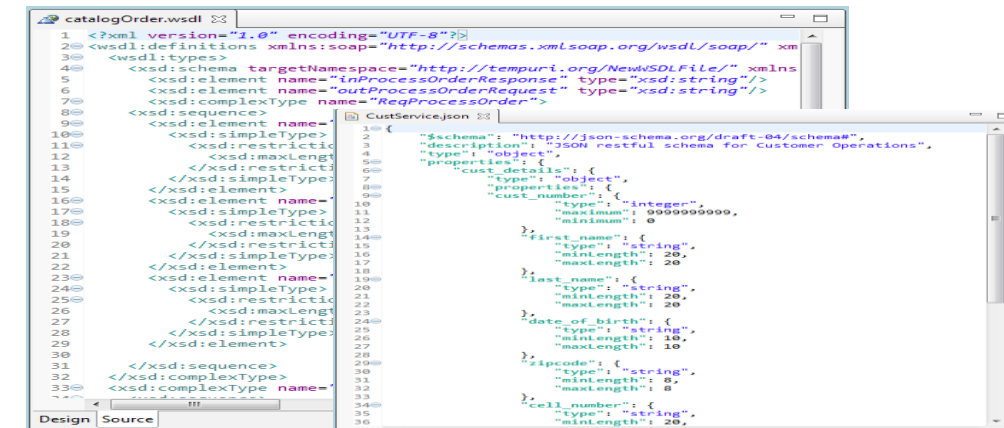 catalogOrder.wsdl
1 <?xml version="1.0" encoding="UTF-8"?>
2 <wsdl:definitions xmlns:soap="http://schemas.xmlsoap.org/wsdl/soap/" xm
3 <wsdl:types>
4 <xsd:schema targetNamespace="http://tempuri.org/NewWSDLFile/" xmlns
5 <xsd:element name="inProcessOrderResponse" type="xsd:string"/>
6 <xsd:element name="outProcessOrderRequest" type="xsd:string"/>
7 <xsd:complexType name="ReqProcessOrder">
8 <xsd:sequence>
9 <xsd:element name="
10 <xsd:simpleType>
11 <xsd:restrictic
12 <xsd:maxLengt
13 </xsd:restricti
14 </xsd:simpleType>
15 </xsd:element>
16 <xsd:element name="
17 <xsd:simpleType>
18 <xsd:restrictic
19 <xsd:maxLengt
20 </xsd:restricti
21 </xsd:simpleType>
22 </xsd:element>
23 <xsd:element name="
24 <xsd:simpleType>
25 <xsd:restrictic
26 <xsd:maxLengt
27 </xsd:restricti
28 </xsd:simpleType>
29 </xsd:element>
30
31 </xsd:sequence>
32 </xsd:complexType>
33 <xsd:complexType name="
Design Source
CustService.json
1 {
2 "$schema": "http://json-schema.org/draft-04/schema#",
3 "description": "JSON restful schema for Customer Operations",
4 "type": "object",
5 "properties": {
6 "cust_details": {
7 "type": "object",
8 "properties": {
9 "cust_number": {
10 "type": "integer",
11 "maximum": 9999999999,
12 "minimum": 0
13 },
14 "first_name": {
15 "type": "string",
16 "minLength": 20,
17 "maxLength": 20
18 },
19 "last_name": {
20 "type": "string",
21 "minLength": 20,
22 "maxLength": 20
23 },
24 "date_of_birth": {
25 "type": "string",
26 "minLength": 10,
27 "maxLength": 10
28 },
29 "zipcode": {
30 "type": "string",
31 "minLength": 8,
32 "maxLength": 8
33 },
34 "cell_number": {
35 "type": "string",
36 "minLength": 20,